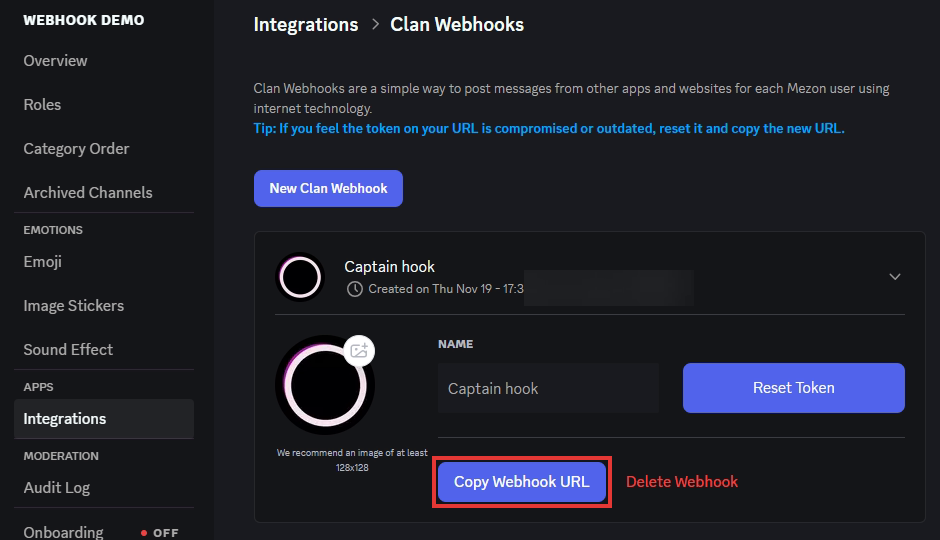 WEBHOOK DEMO
Overview
Roles
Category Order
Archived Channels
EMOTIONS
Emoji
Image Stickers
Sound Effect
APPS
Integrations
MODERATION
Audit Log
Onboarding OFF
Integrations > Clan Webhooks
Clan Webhooks are a simple way to post messages from other apps and websites for each Mezon user using
internet technology.
Tip: If you feel the token on your URL is compromised or outdated, reset it and copy the new URL.
New Clan Webhook
Captain hook
Created on Thu Nov 19 - 17:3
We recommend an image of at least
128x128
NAME
Captain hook
Reset Token
Copy Webhook URL
Delete Webhook